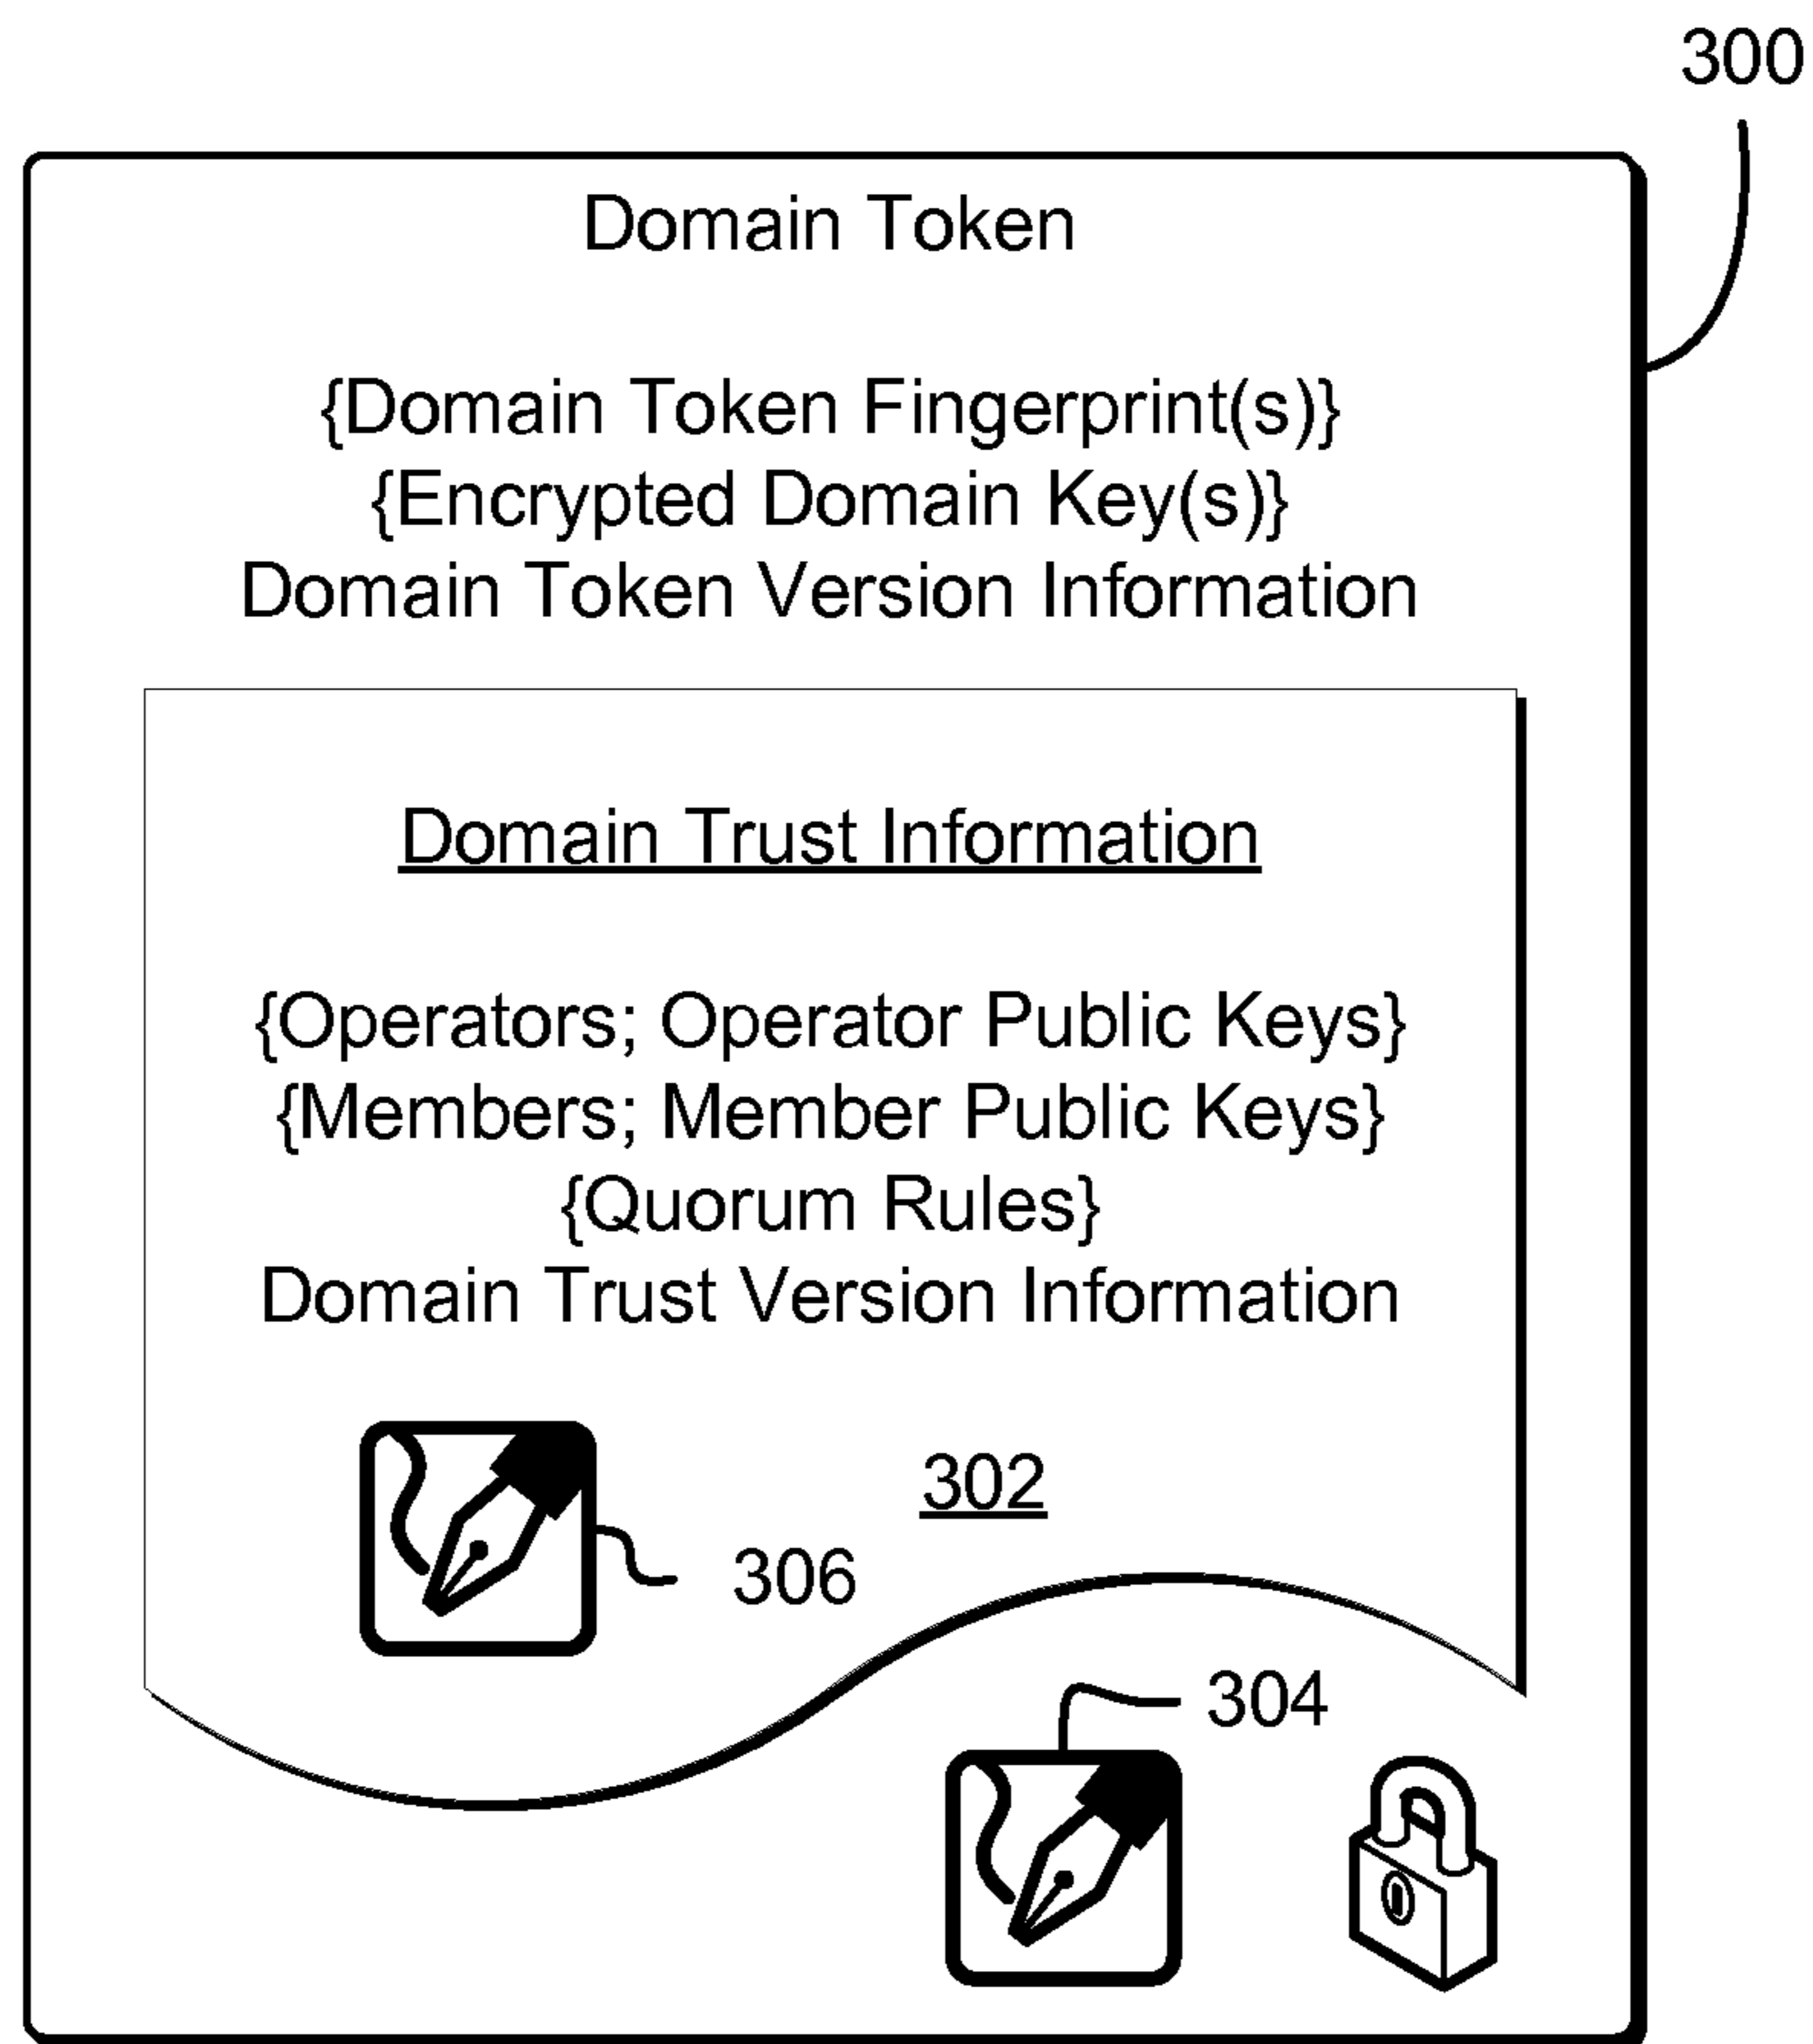 300
Domain Token
{Domain Token Fingerprint(s)}
{Encrypted Domain Key(s)}
Domain Token Version Information
Domain Trust Information
{Operators; Operator Public Keys}
{Members; Member Public Keys}
{Quorum Rules}
Domain Trust Version Information
302
306
304